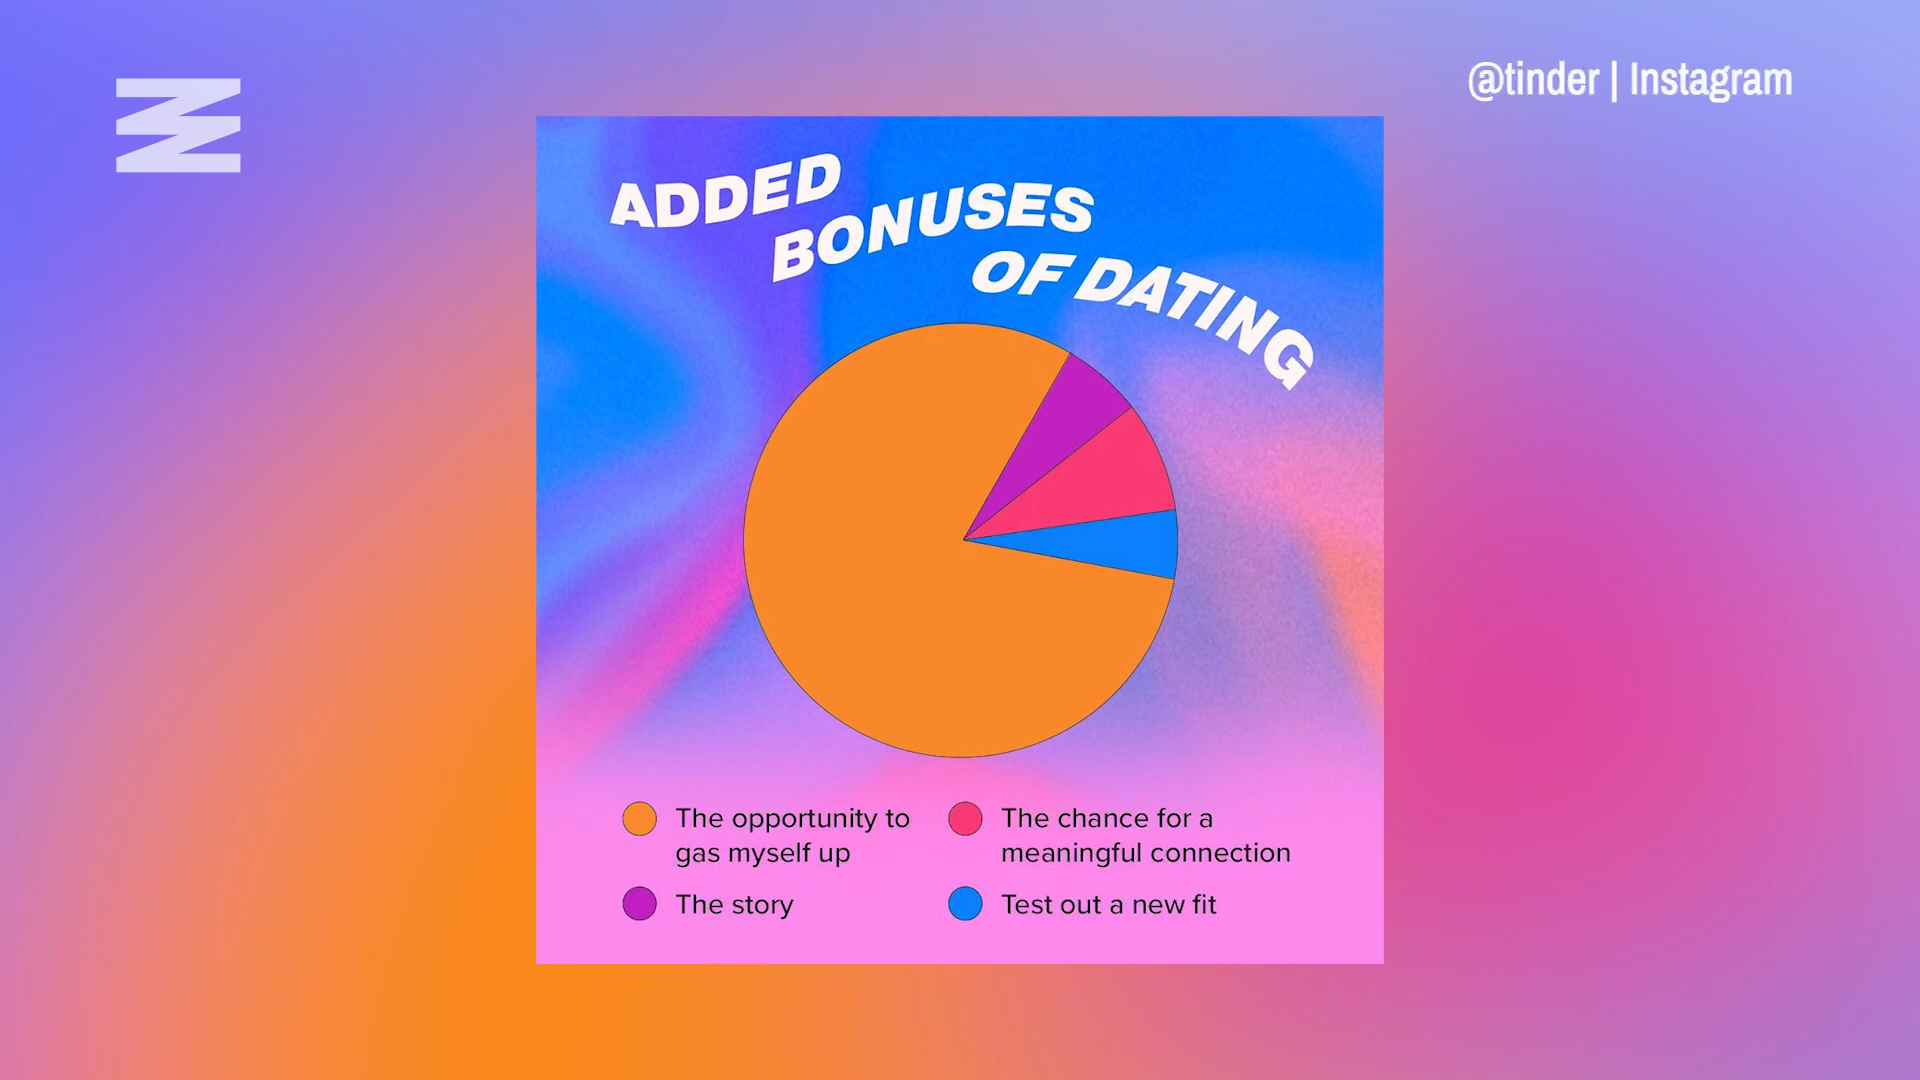 @tinder | Instagram
ADDED
BONUSES
OF DATING
The opportunity to
gas myself up
The story
The chance for a
meaningful connection
Test out a new fit